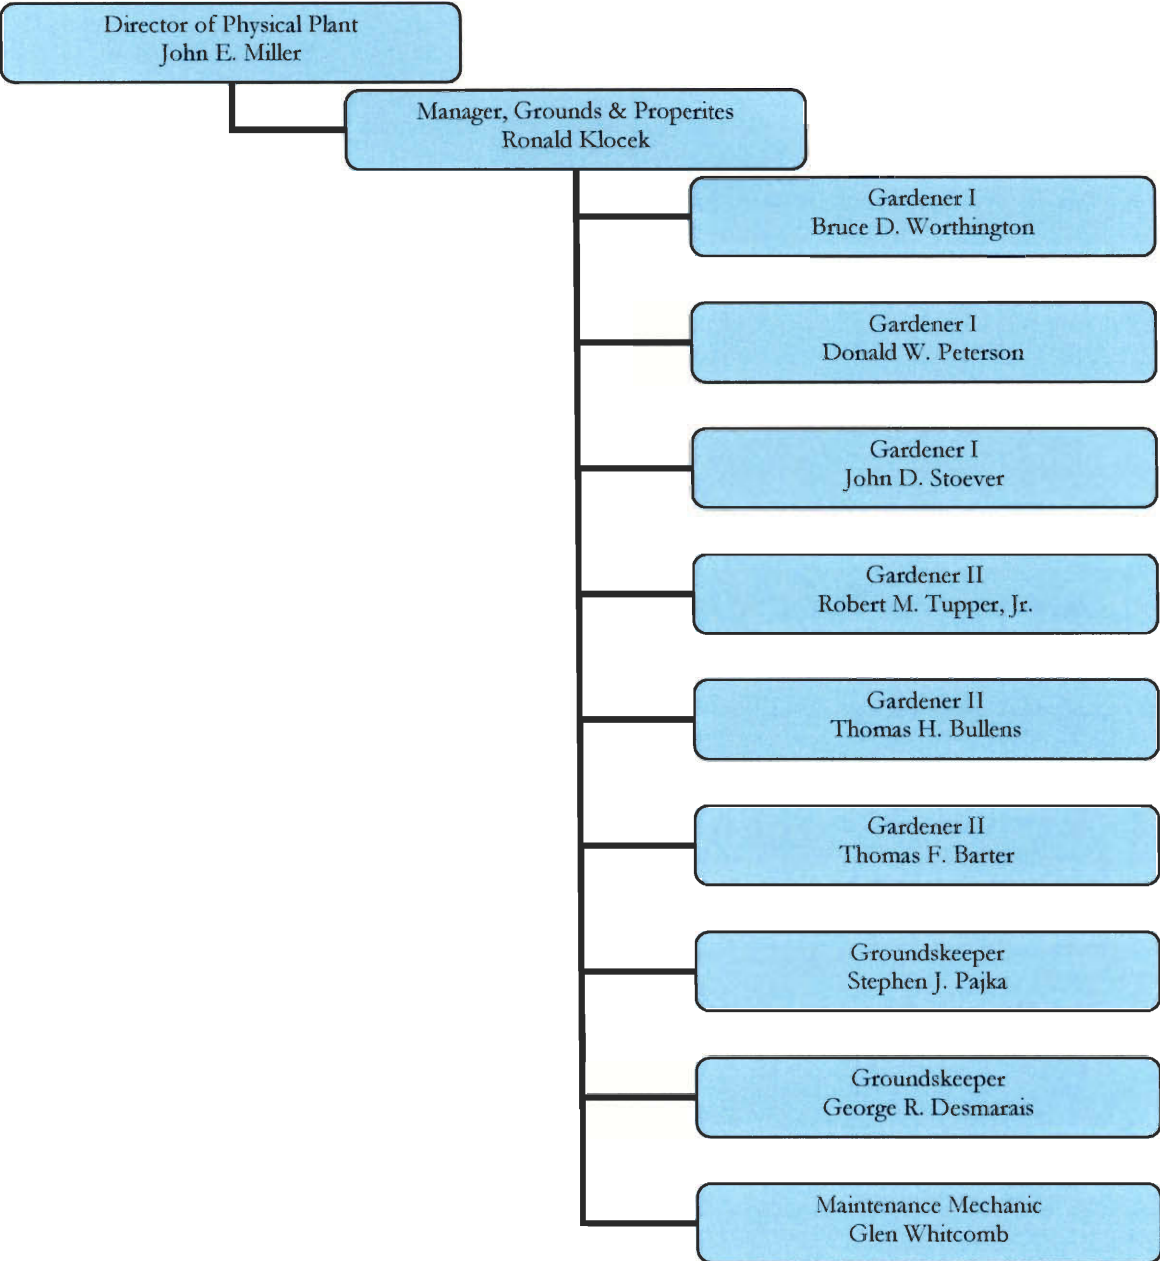 Director of Physical Plant
John E. Miller
Manager, Grounds & Properites
Ronald Klocek
Gardener I
Bruce D. Worthington
Gardener I
Donald W. Peterson
Gardener I
John D. Stoever
Gardener II
Robert M. Tupper, Jr.
Gardener II
Thomas H. Bullens
Gardener II
Thomas F. Barter
Groundskeeper
Stephen J. Pajka
Groundskeeper
George R. Desmarais
Maintenance Mechanic
Glen Whitcomb